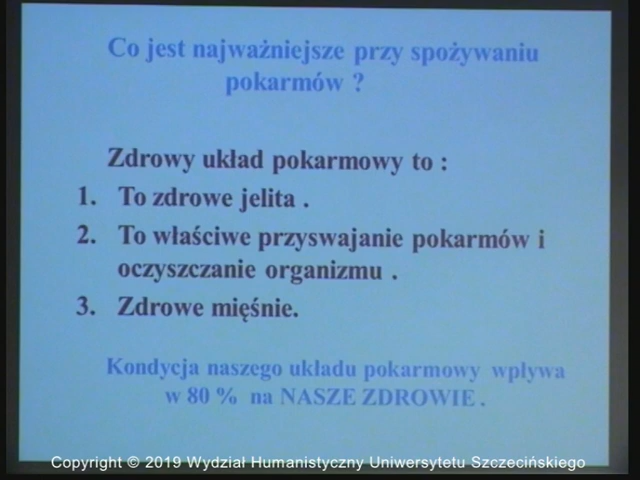 Co jest najważniejsze przy spożywaniu
pokarmów ?
Zdrowy układ pokarmowy to :
1. To zdrowe jelita .
2. To właściwe przyswajanie pokarmów i
oczyszczanie organizmu .
3. Zdrowe mięśnie.
Kondycja naszego układu pokarmowy wpływa
w 80 % na NASZE ZDROWIE .
Copyright © 2019 Wydział Humanistyczny Uniwersytetu Szczecińskiego